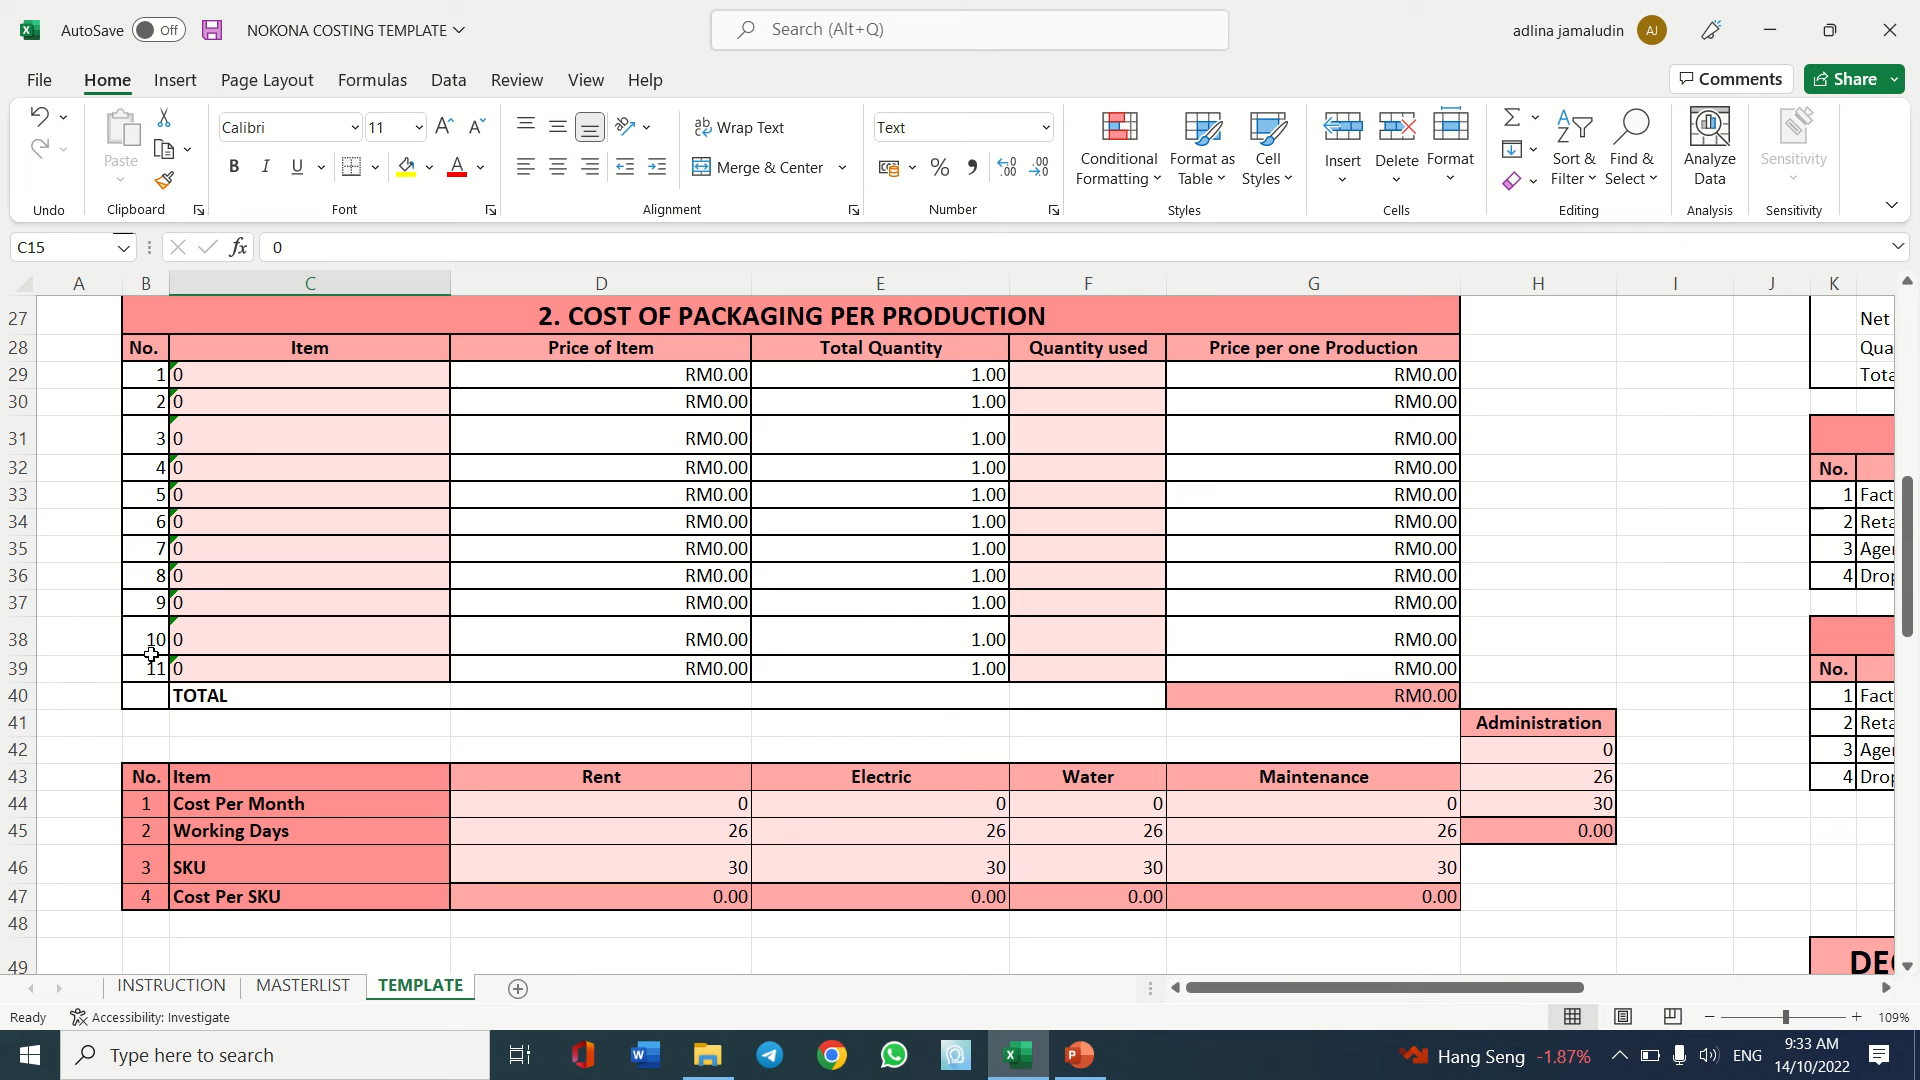 AutoSave Off NOKONA COSTING TEMPLATE Search (Alt+Q) adlina jamaludin AJ
File Home Insert Page Layout Formulas Data Review View Help Comments Share
Paste Calibri 11 Wrap Text Text Conditional Formatting Format as Table Cell Styles Insert Delete Format Sort & Filter Find & Select Analyze Data Sensitivity
B I U Merge & Center
Undo Clipboard Font Alignment Number Styles Cells Editing Analysis Sensitivity
C15 fx 0
A B C D E F G H I J K
27 2. COST OF PACKAGING PER PRODUCTION Net
28 No. Item Price of Item Total Quantity Quantity used Price per one Production Qua
29 1 0 RM0.00 1.00 RM0.00 Tota
30 2 0 RM0.00 1.00 RM0.00
31 3 0 RM0.00 1.00 RM0.00
32 4 0 RM0.00 1.00 RM0.00 No.
33 5 0 RM0.00 1.00 RM0.00 1 Fact
34 6 0 RM0.00 1.00 RM0.00 2 Reta
35 7 0 RM0.00 1.00 RM0.00 3 Agen
36 8 0 RM0.00 1.00 RM0.00 4 Drop
37 9 0 RM0.00 1.00 RM0.00
38 10 0 RM0.00 1.00 RM0.00
39 11 0 RM0.00 1.00 RM0.00 No.
40 TOTAL RM0.00 1 Fact
41 Administration 2 Reta
42 0 3 Agen
43 No. Item Rent Electric Water Maintenance 26 4 Drop
44 1 Cost Per Month 0 0 0 0 30
45 2 Working Days 26 26 26 26 0.00
46 3 SKU 30 30 30 30
47 4 Cost Per SKU 0.00 0.00 0.00 0.00
48
49
INSTRUCTION MASTERLIST TEMPLATE
Ready Accessibility: Investigate 109%
Type here to search Hang Seng -1.87% ENG 9:33 AM
14/10/2022